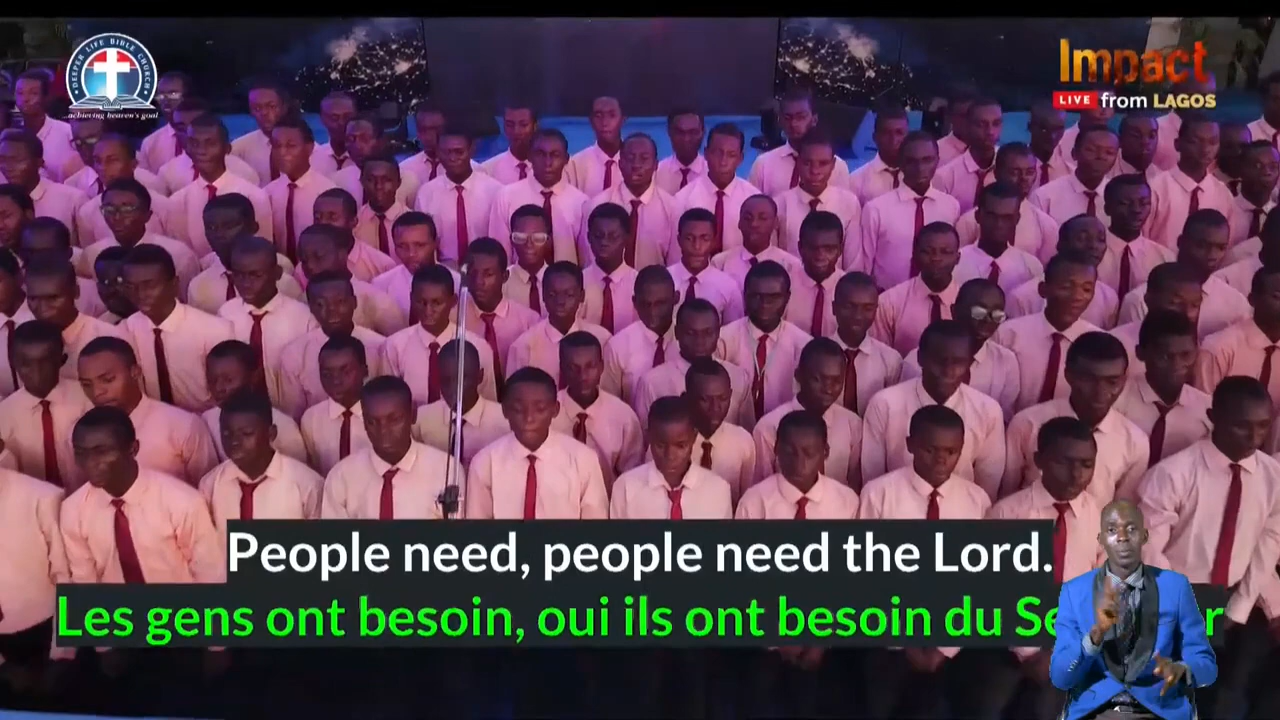 DEEPER LIFE BIBLE CHURCH
...achieving heaven's goal
Impact
LIVE from LAGOS
People need, people need the Lord.
Les gens ont besoin, oui ils ont besoin du